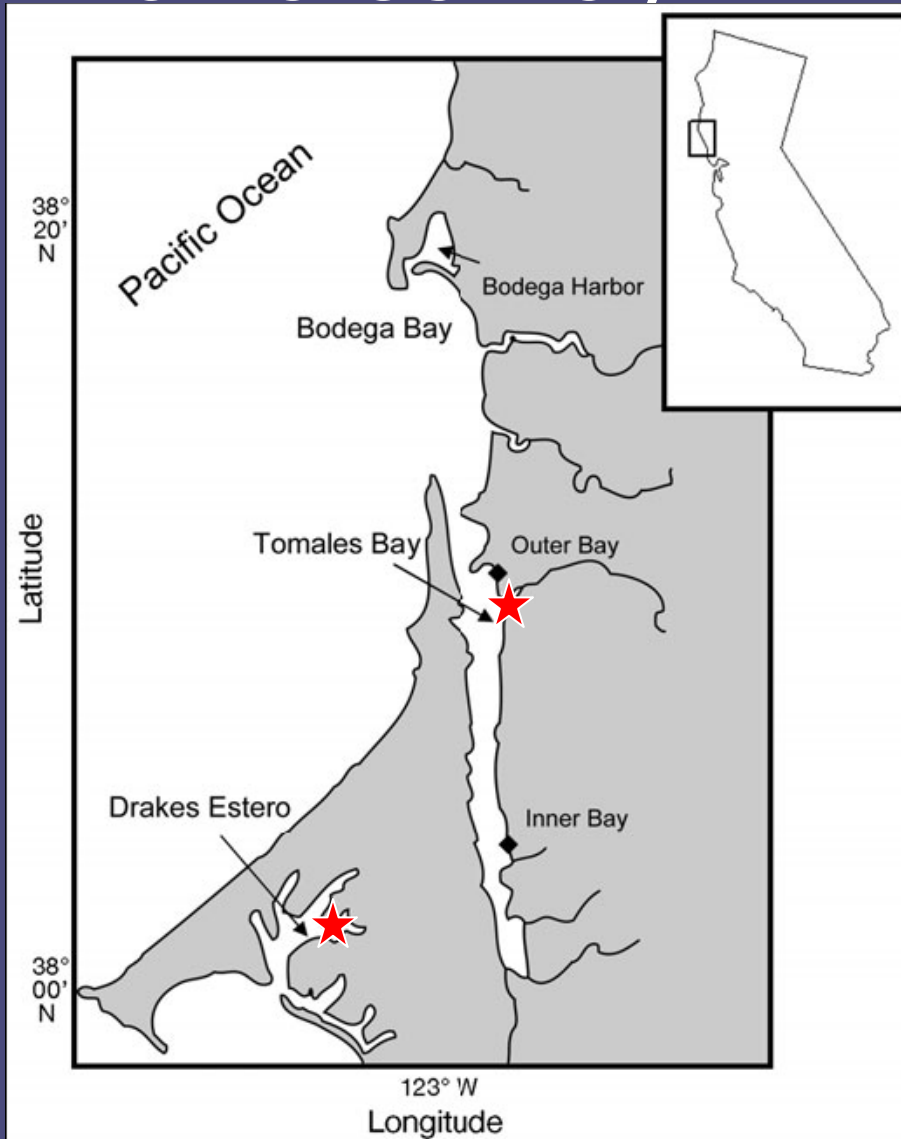 Pacific Ocean
38°
20'
N
Bodega Harbor
Bodega Bay
Latitude
Tomales Bay
Outer Bay
Drakes Estero
Inner Bay
38°
00'
N
123° W
Longitude